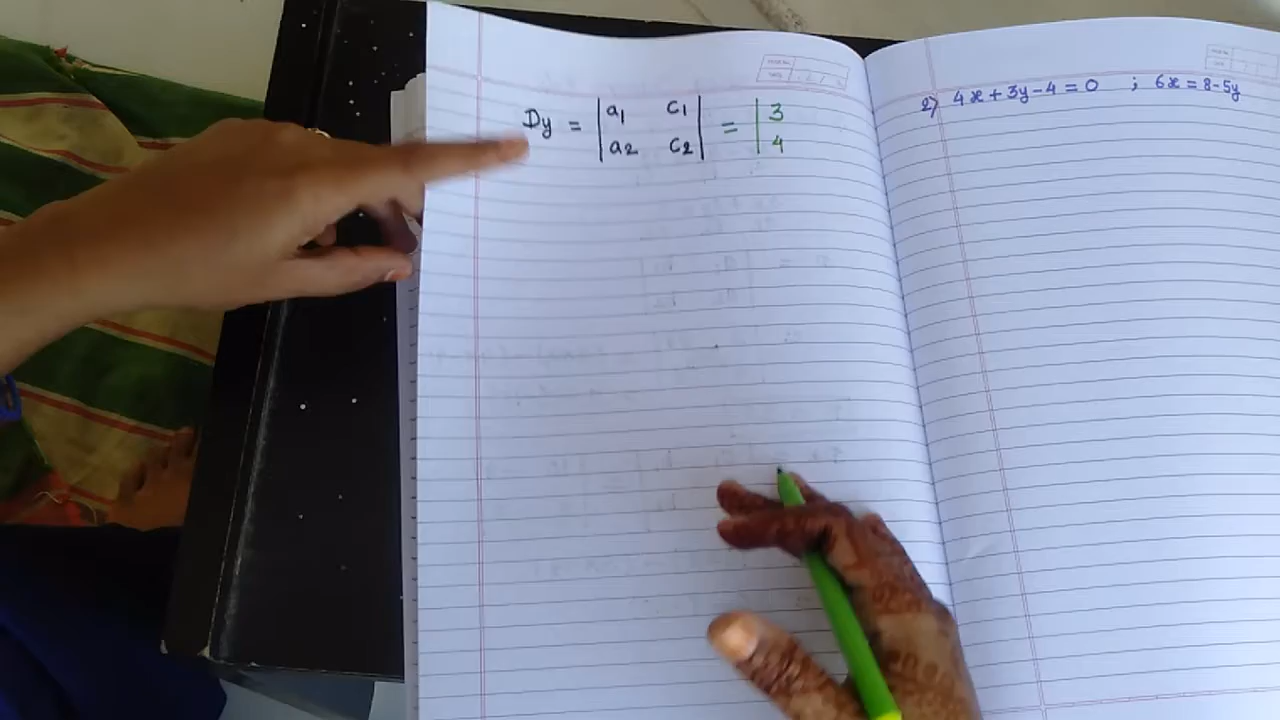 Dy = | a1 c1 | = | 3
| a2 c2 | | 4
2) 4x + 3y - 4 = 0 ; 6x = 8 - 5y